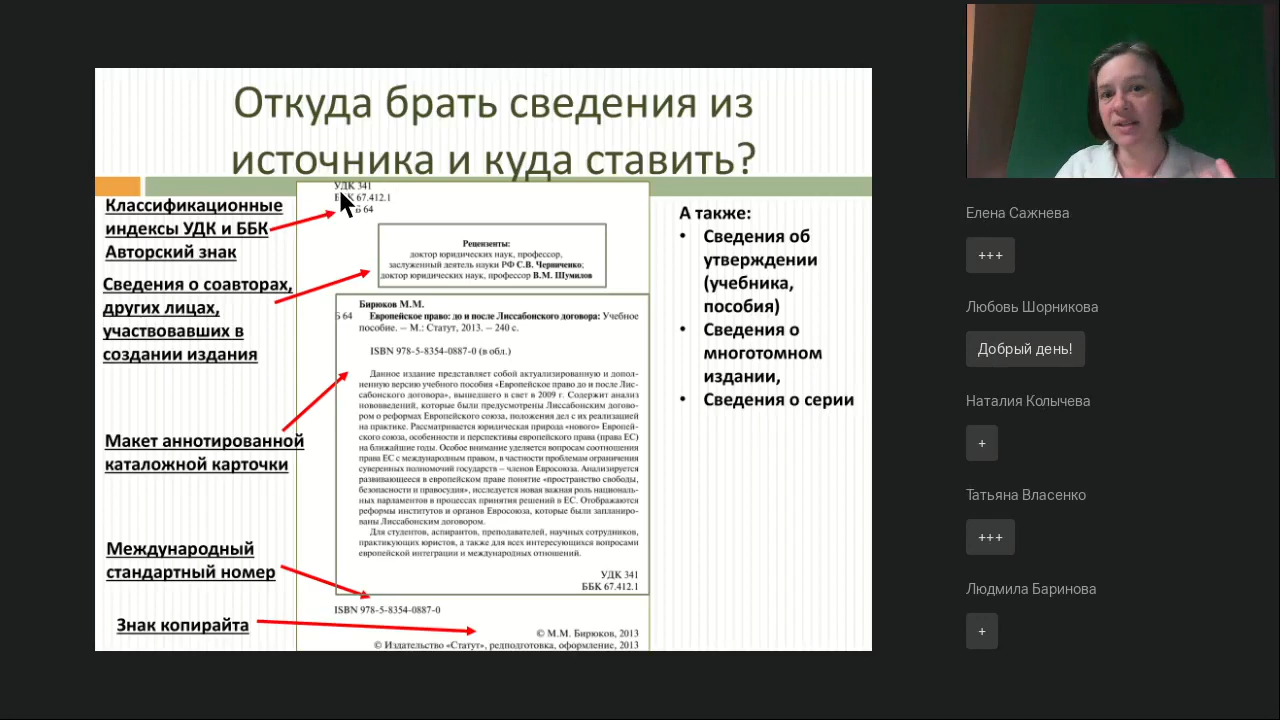 Откуда брать сведения из
источника и куда ставить?
Классификационные
индексы УДК и ББК
Авторский знак
Сведения о соавторах,
других лицах,
участвовавших в
создании издания
Макет аннотированной
каталожной карточки
Международный
стандартный номер
Знак копирайта
УДК 341
ББК 67.412.1
Б 64
Рецензенты:
доктор юридических наук, профессор,
заслуженный деятель науки РФ С.В. Черниченко;
доктор юридических наук, профессор В.М. Шумилов
Бирюков М.М.
Б 64 Европейское право: до и после Лиссабонского договора: Учебное
пособие. – М.: Статут, 2013. – 240 с.
ISBN 978-5-8354-0887-0 (в обл.)
Данное издание представляет собой актуализированную и допол-
ненную версию учебного пособия «Европейское право до и после Лис-
сабонского договора», вышедшего в свет в 2009 г. Содержит анализ
нововведений, которые были предусмотрены Лиссабонским догово-
ром о реформах Европейского союза, положения дел с их реализацией
на практике. Рассматривается юридическая природа «нового» Европей-
ского союза, особенности и перспективы европейского права (права ЕС)
на ближайшие годы. Особое внимание уделяется вопросам соотношения
права ЕС с международным правом, в частности проблемам ограничения
суверенных полномочий государств – членов Евросоюза. Анализируется
развивающееся в европейском праве понятие «пространство свободы,
безопасности и правосудия», исследуется новая важная роль националь-
ных парламентов в процессах принятия решений в ЕС. Отображаются
реформы институтов и органов Евросоюза, которые были запланиро-
ваны Лиссабонским договором.
Для студентов, аспирантов, преподавателей, научных сотрудников,
практикующих юристов, а также для всех интересующихся вопросами
европейской интеграции и международных отношений.
УДК 341
ББК 67.412.1
ISBN 978-5-8354-0887-0
© М.М. Бирюков, 2013
© Издательство «Статут», редподготовка, оформление, 2013
А также:
• Сведения об
утверждении
(учебника,
пособия)
• Сведения о
многотомном
издании,
• Сведения о серии
Елена Сажнева
+++
Любовь Шорникова
Добрый день!
Наталия Колычева
+
Татьяна Власенко
+++
Людмила Баринова
+